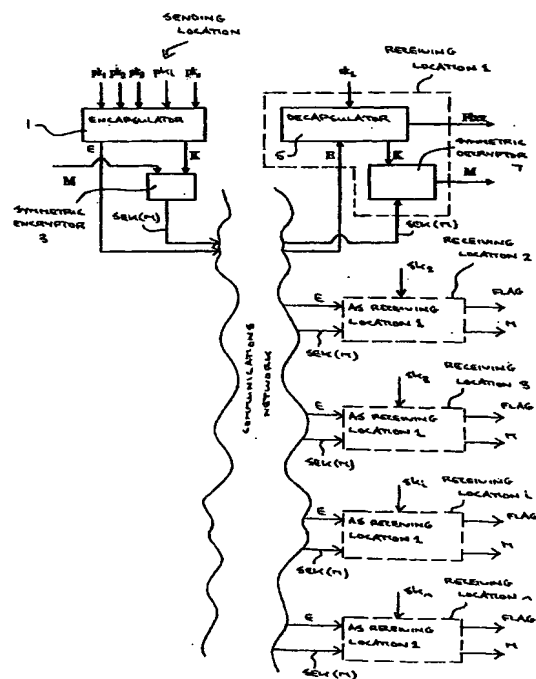 SENDING
LOCATION
pk1 pk2 pk3 pki pkn
1
ENCAPSULATOR
E
K
M
SYMMETRIC
ENCRYPTOR 3
SEK(M)
COMMUNICATIONS
NETWORK
RECEIVING
LOCATION 1
sk1
DECAPSULATOR
5
E
K
SYMMETRIC
DECRYPTOR 7
M
SEK(M)
RECEIVING
LOCATION 2
sk2
E
AS RECEIVING
LOCATION 1
FLAG
M
SEK(M)
RECEIVING
LOCATION 3
sk3
E
AS RECEIVING
LOCATION 1
FLAG
M
SEK(M)
RECEIVING
LOCATION i
ski
E
AS RECEIVING
LOCATION 1
FLAG
M
SEK(M)
RECEIVING
LOCATION n
skn
E
AS RECEIVING
LOCATION 1
FLAG
M
SEK(M)